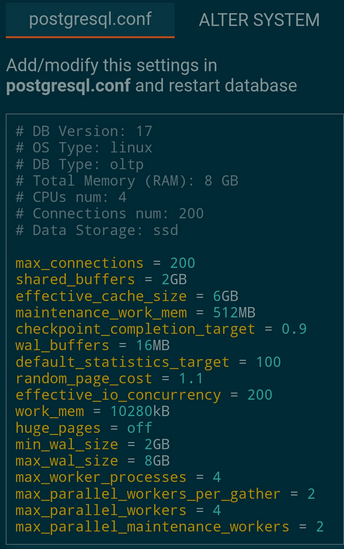 postgresql.conf
ALTER SYSTEM
Add/modify this settings in
postgresql.conf and restart database
# DB Version: 17
# OS Type: linux
# DB Type: oltp
# Total Memory (RAM): 8 GB
# CPUs num: 4
# Connections num: 200
# Data Storage: ssd
max_connections = 200
shared_buffers = 2GB
effective_cache_size = 6GB
maintenance_work_mem = 512MB
checkpoint_completion_target = 0.9
wal_buffers = 16MB
default_statistics_target = 100
random_page_cost = 1.1
effective_io_concurrency = 200
work_mem = 10280kB
huge_pages = off
min_wal_size = 2GB
max_wal_size = 8GB
max_worker_processes = 4
max_parallel_workers_per_gather = 2
max_parallel_workers = 4
max_parallel_maintenance_workers = 2